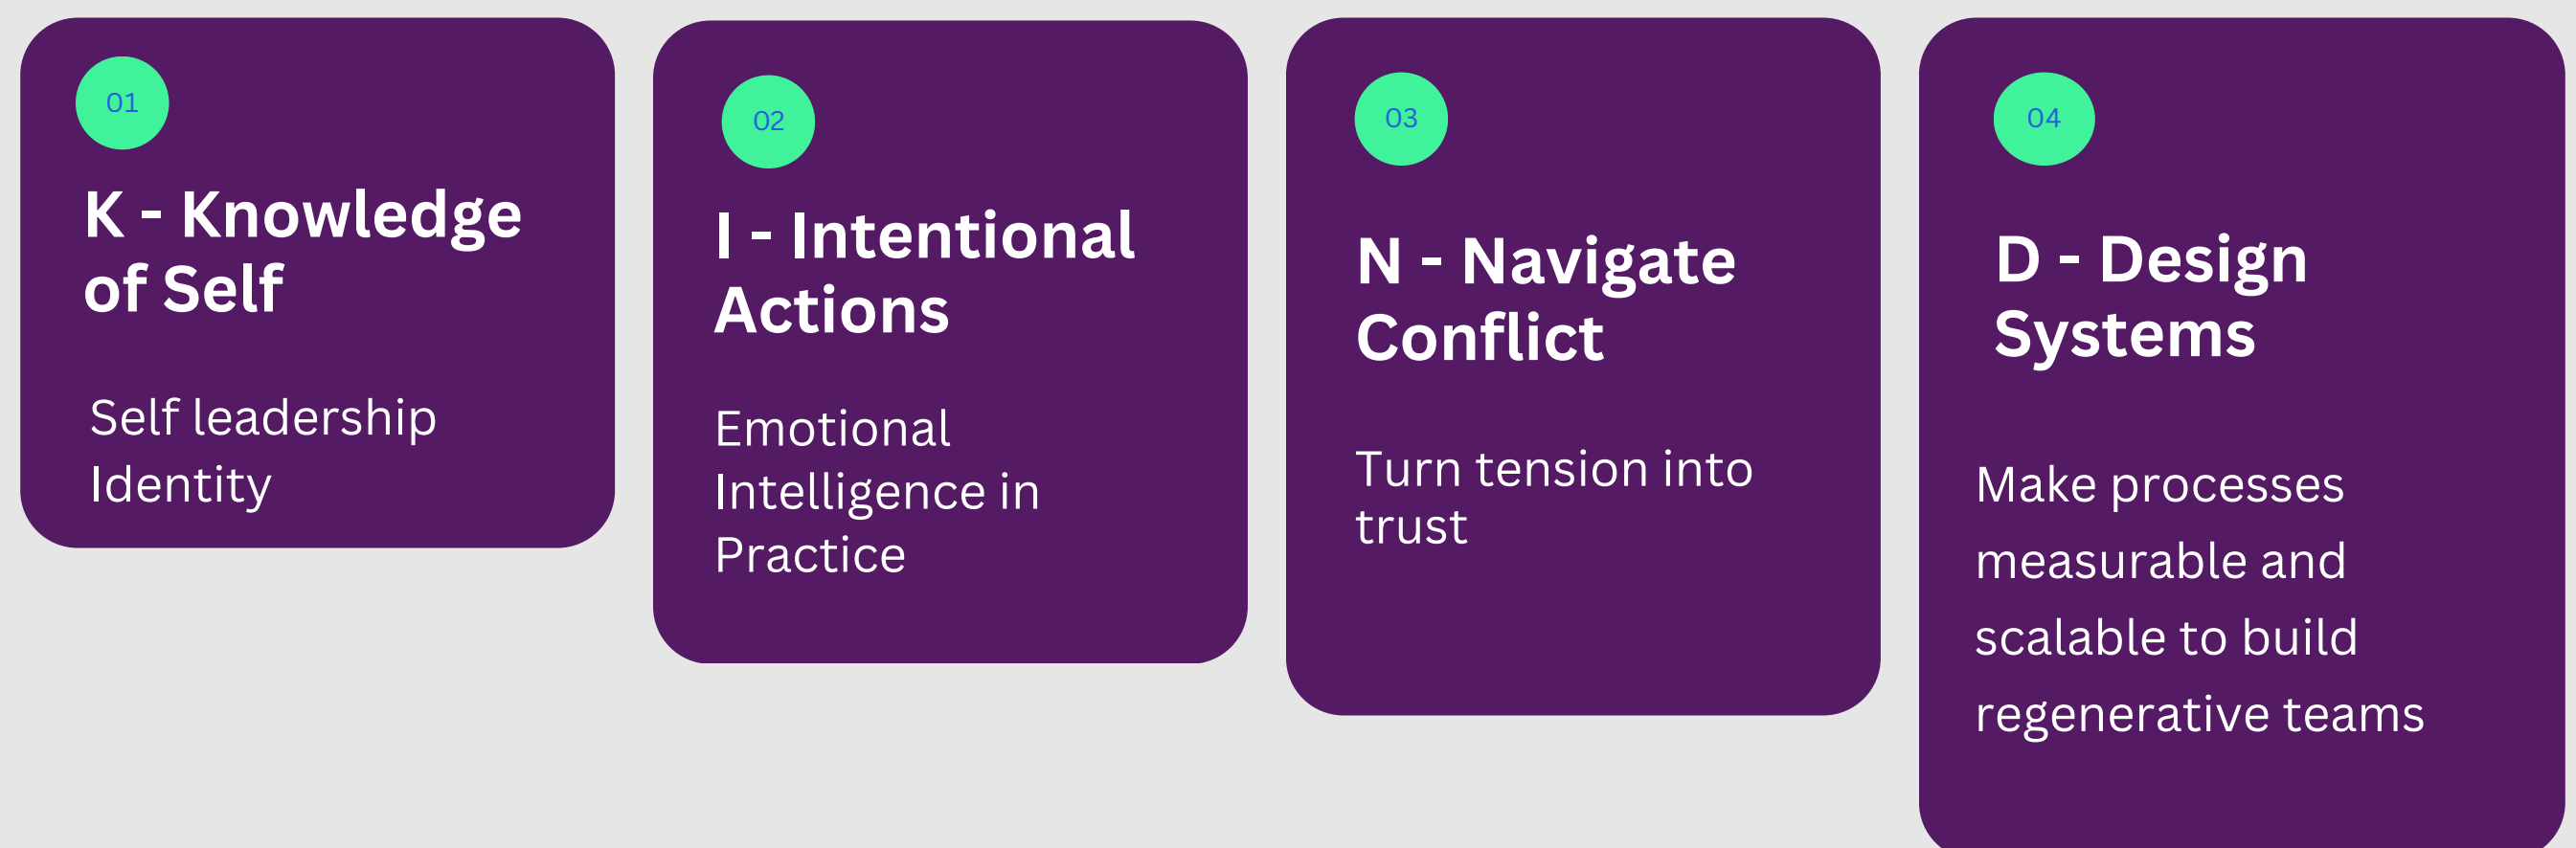 01
K - Knowledge
of Self
Self leadership
Identity
02
I - Intentional
Actions
Emotional
Intelligence in
Practice
03
N - Navigate
Conflict
Turn tension into
trust
04
D - Design
Systems
Make processes
measurable and
scalable to build
regenerative teams